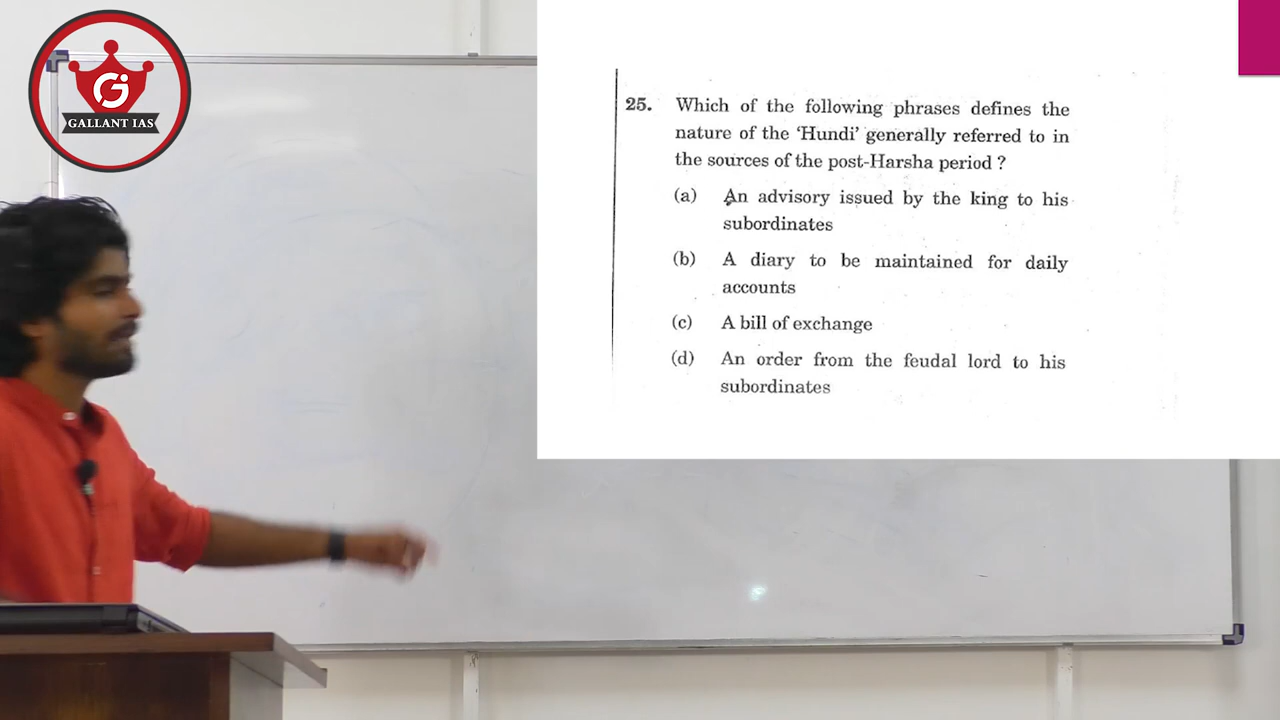 GALLANT IAS
25. Which of the following phrases defines the
nature of the ‘Hundi’ generally referred to in
the sources of the post-Harsha period ?
(a) An advisory issued by the king to his
subordinates
(b) A diary to be maintained for daily
accounts
(c) A bill of exchange
(d) An order from the feudal lord to his
subordinates